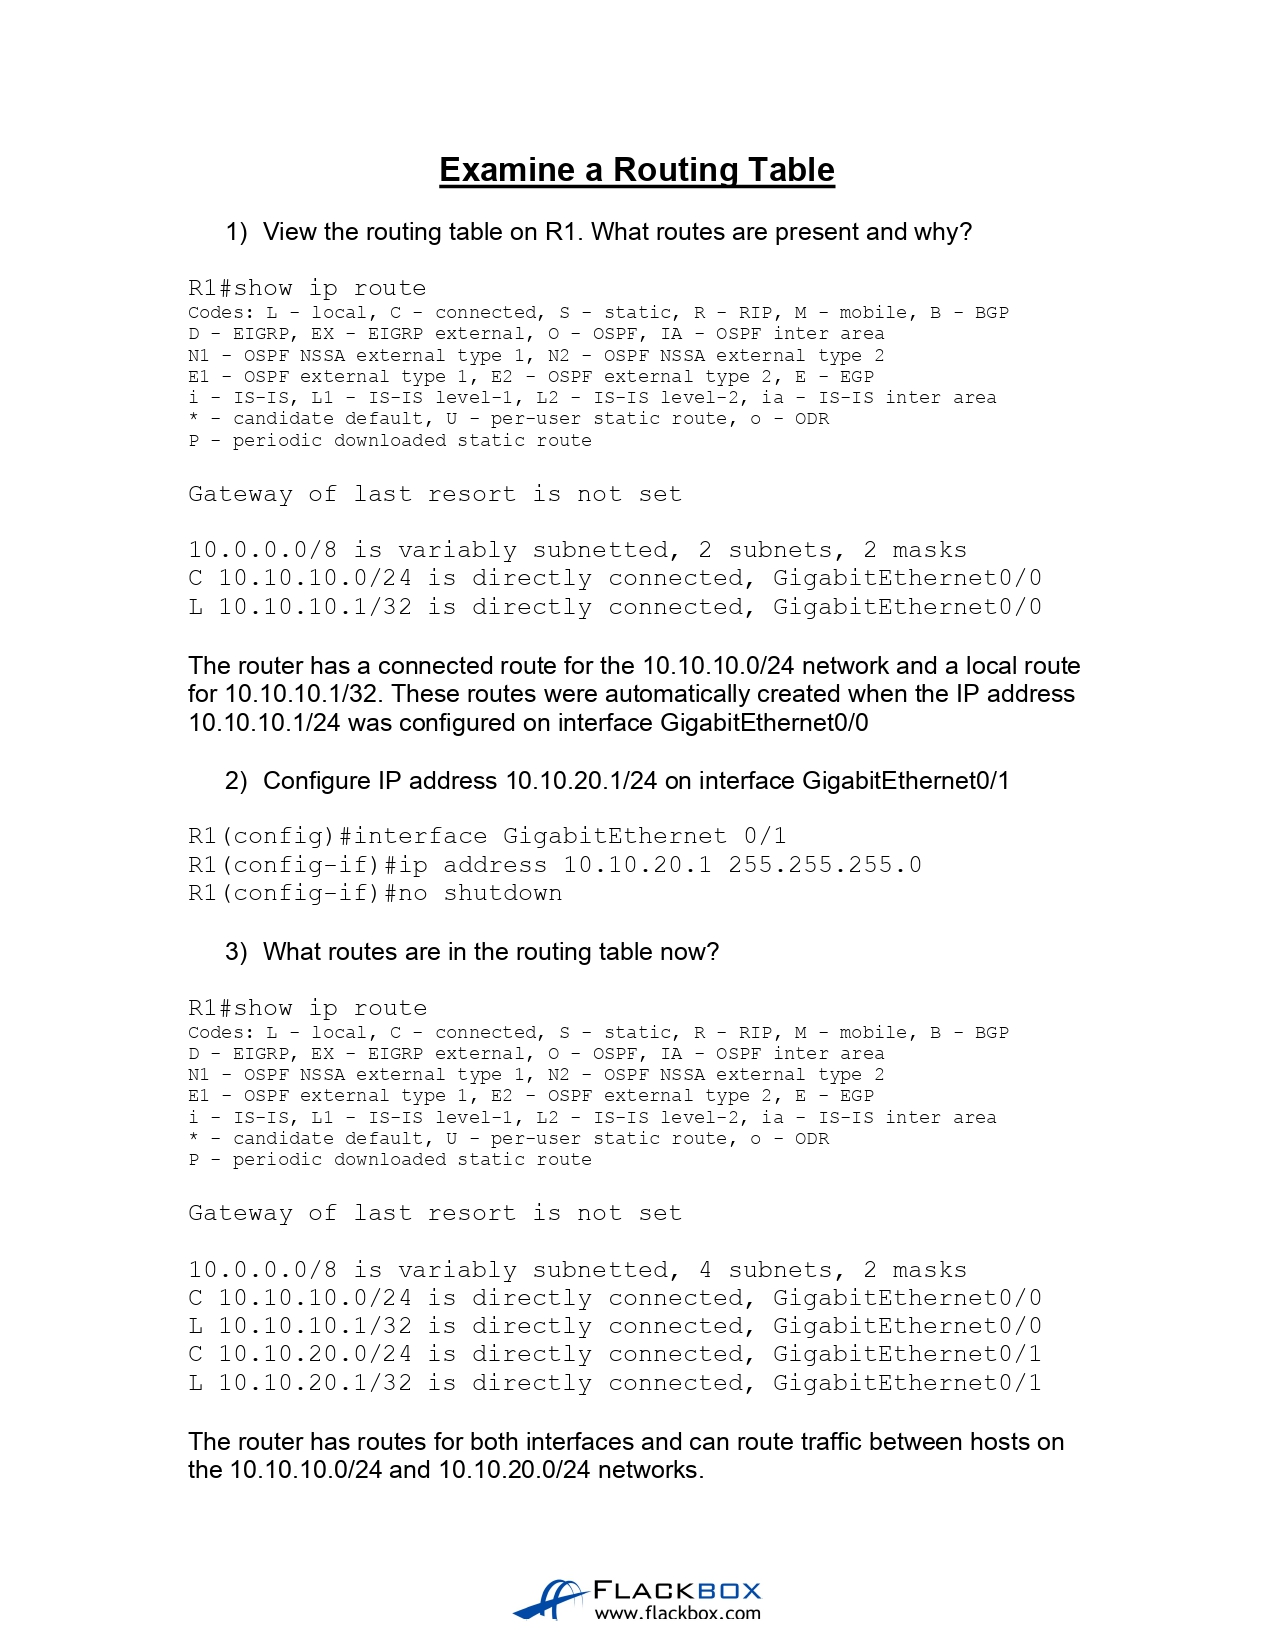 Examine a Routing Table
1) View the routing table on R1. What routes are present and why?
R1#show ip route
Codes: L - local, C - connected, S - static, R - RIP, M - mobile, B - BGP
D - EIGRP, EX - EIGRP external, O - OSPF, IA - OSPF inter area
N1 - OSPF NSSA external type 1, N2 - OSPF NSSA external type 2
E1 - OSPF external type 1, E2 - OSPF external type 2, E - EGP
i - IS-IS, L1 - IS-IS level-1, L2 - IS-IS level-2, ia - IS-IS inter area
* - candidate default, U - per-user static route, o - ODR
P - periodic downloaded static route
Gateway of last resort is not set
10.0.0.0/8 is variably subnetted, 2 subnets, 2 masks
C 10.10.10.0/24 is directly connected, GigabitEthernet0/0
L 10.10.10.1/32 is directly connected, GigabitEthernet0/0
The router has a connected route for the 10.10.10.0/24 network and a local route
for 10.10.10.1/32. These routes were automatically created when the IP address
10.10.10.1/24 was configured on interface GigabitEthernet0/0
2) Configure IP address 10.10.20.1/24 on interface GigabitEthernet0/1
R1(config)#interface GigabitEthernet 0/1
R1(config-if)#ip address 10.10.20.1 255.255.255.0
R1(config-if)#no shutdown
3) What routes are in the routing table now?
R1#show ip route
Codes: L - local, C - connected, S - static, R - RIP, M - mobile, B - BGP
D - EIGRP, EX - EIGRP external, O - OSPF, IA - OSPF inter area
N1 - OSPF NSSA external type 1, N2 - OSPF NSSA external type 2
E1 - OSPF external type 1, E2 - OSPF external type 2, E - EGP
i - IS-IS, L1 - IS-IS level-1, L2 - IS-IS level-2, ia - IS-IS inter area
* - candidate default, U - per-user static route, o - ODR
P - periodic downloaded static route
Gateway of last resort is not set
10.0.0.0/8 is variably subnetted, 4 subnets, 2 masks
C 10.10.10.0/24 is directly connected, GigabitEthernet0/0
L 10.10.10.1/32 is directly connected, GigabitEthernet0/0
C 10.10.20.0/24 is directly connected, GigabitEthernet0/1
L 10.10.20.1/32 is directly connected, GigabitEthernet0/1
The router has routes for both interfaces and can route traffic between hosts on
the 10.10.10.0/24 and 10.10.20.0/24 networks.
FLACKBOX
www.flackbox.com